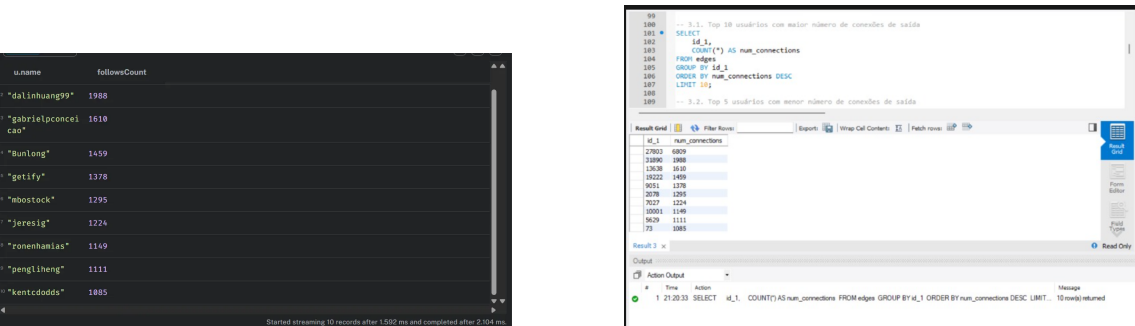 u.name followsCount
"dalinhuang99" 1988
"gabrielpconcei
cao" 1610
"Bunlong" 1459
"getify" 1378
"mbostock" 1295
"jeresig" 1224
"ronenhamias" 1149
"pengliheng" 1111
"kentcdodds" 1085
Started streaming 10 records after 1.592 ms and completed after 2.104 ms.
99
100 -- 3.1. Top 10 usuários com maior número de conexões de saída
101 SELECT
102 id_1,
103 COUNT(*) AS num_connections
104 FROM edges
105 GROUP BY id_1
106 ORDER BY num_connections DESC
107 LIMIT 10;
108
109 -- 3.2. Top 5 usuários com menor número de conexões de saída
Result Grid Filter Rows: Export: Wrap Cell Content: Fetch rows:
id_1 num_connections
27803 6809
31890 1988
13638 1610
19222 1459
9051 1378
2078 1295
7027 1224
10001 1149
5629 1111
73 1085
Result
Grid
Form
Editor
Field
Types
Result 3 x Read Only
Output
Action Output
# Time Action Message
1 21:20:33 SELECT id_1, COUNT(*) AS num_connections FROM edges GROUP BY id_1 ORDER BY num_connections DESC LIMIT... 10 row(s) returned